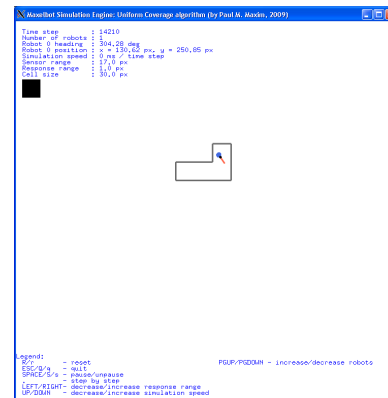 Maxelbot Simulation Engine: Uniform Coverage algorithm (by Paul M. Maxim, 2009)
Time step : 14210
Number of robots : 1
Robot 0 heading : 304,28 deg
Robot 0 position : x = 130,62 px, y = 250,85 px
Simulation speed : 0 ms / time step
Sensor range : 17,0 px
Response range : 1,0 px
Cell size : 30,0 px
Legend:
R/r - reset
ESC/Q/q - quit
SPACE/S/s - pause/unpause
. - step by step
LEFT/RIGHT- decrease/increase response range
UP/DOWN - decrease/increase simulation speed
PGUP/PGDOWN - increase/decrease robots